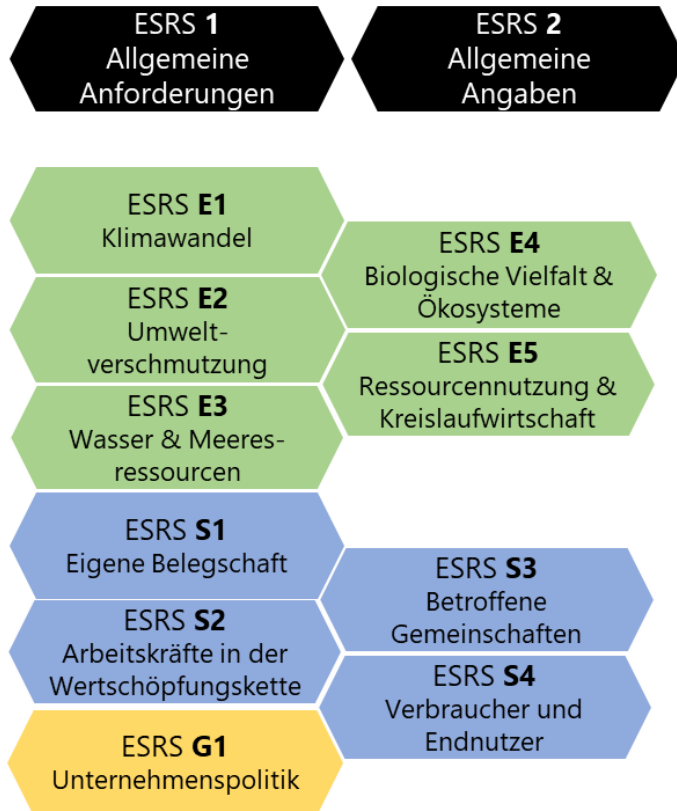 ESRS 1
Allgemeine
Anforderungen
ESRS 2
Allgemeine
Angaben
ESRS E1
Klimawandel
ESRS E2
Umwelt-
verschmutzung
ESRS E3
Wasser & Meeres-
ressourcen
ESRS E4
Biologische Vielfalt &
Ökosysteme
ESRS E5
Ressourcennutzung &
Kreislaufwirtschaft
ESRS S1
Eigene Belegschaft
ESRS S2
Arbeitskräfte in der
Wertschöpfungskette
ESRS S3
Betroffene
Gemeinschaften
ESRS S4
Verbraucher und
Endnutzer
ESRS G1
Unternehmenspolitik